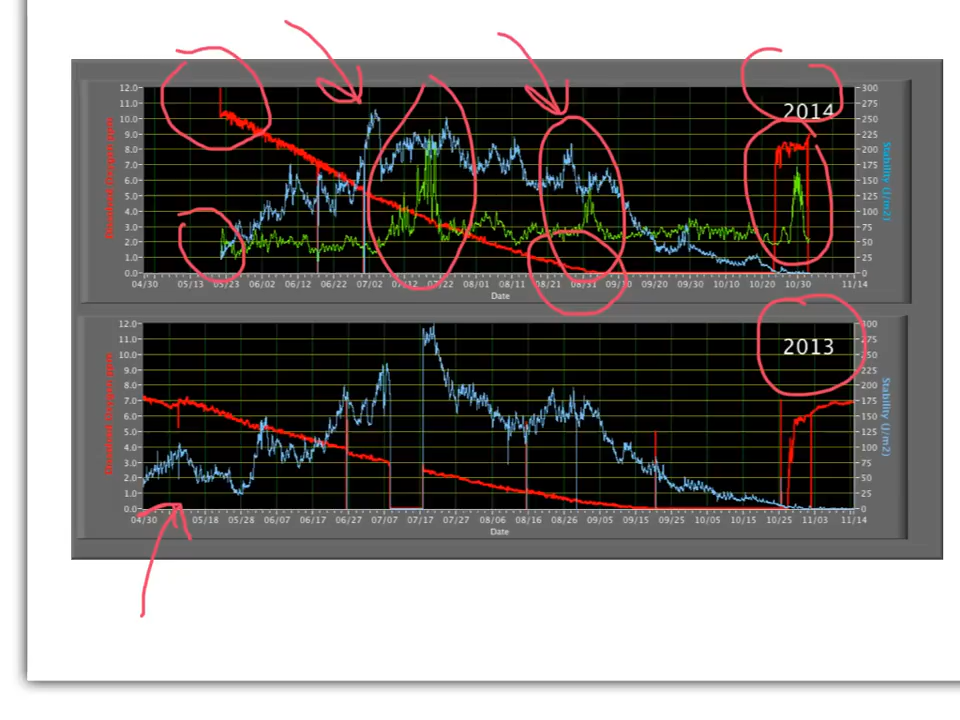 2014
12.0 11.0 10.0 9.0 8.0 7.0 6.0 5.0 4.0 3.0 2.0 1.0 0.0
300 275 250 225 200 175 150 125 100 75 50 25 0
Stability (J/m2)
04/30 05/13 05/23 06/02 06/12 06/22 07/02 07/12 07/22 08/01 08/11 08/21 08/31 09/10 09/20 09/30 10/10 10/20 10/30 11/14
Date
2013
12.0 11.0 10.0 9.0 8.0 7.0 6.0 5.0 4.0 3.0 2.0 1.0 0.0
300 275 250 225 200 175 150 125 100 75 50 25 0
Stability (J/m2)
04/30 05/18 05/28 06/07 06/17 06/27 07/07 07/17 07/27 08/06 08/16 08/26 09/05 09/15 09/25 10/05 10/15 10/25 11/03 11/14
Date